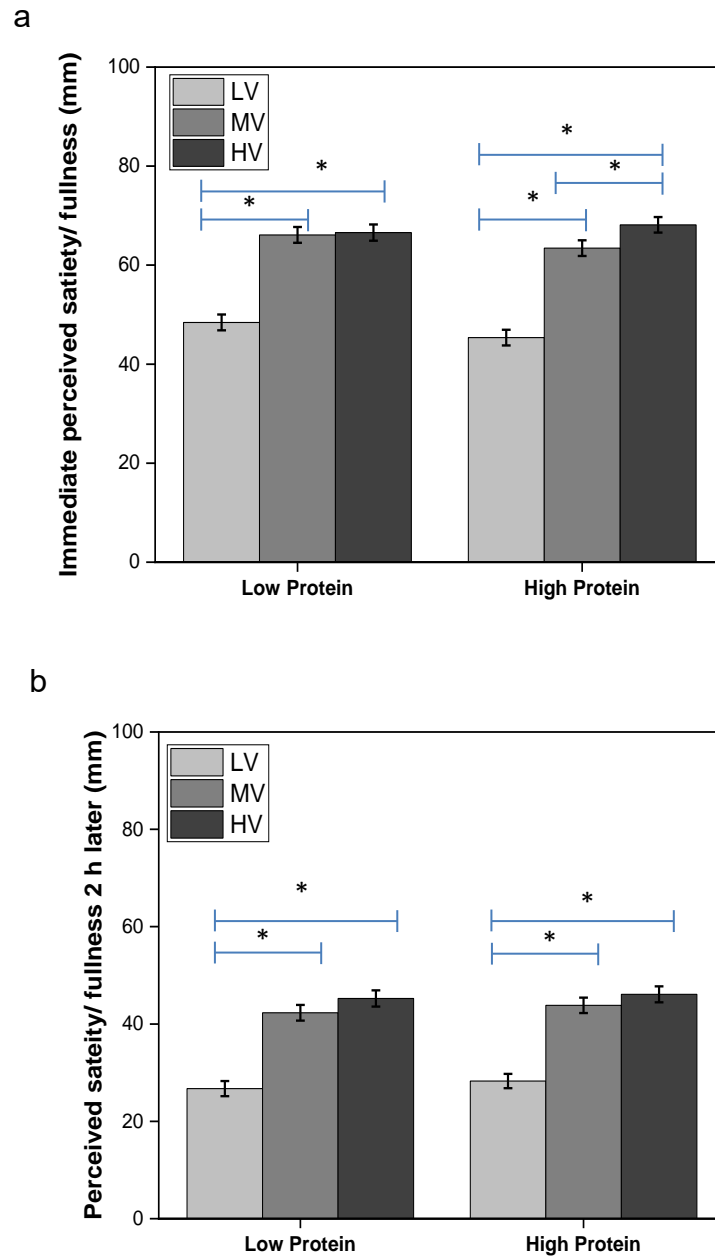 a
Immediate perceived satiety/ fullness (mm)
100
80
60
40
20
0
LV
MV
HV
*
*
*
*
*
Low Protein
High Protein
b
Perceived sateity/ fullness 2 h later (mm)
100
80
60
40
20
0
LV
MV
HV
*
*
*
*
Low Protein
High Protein